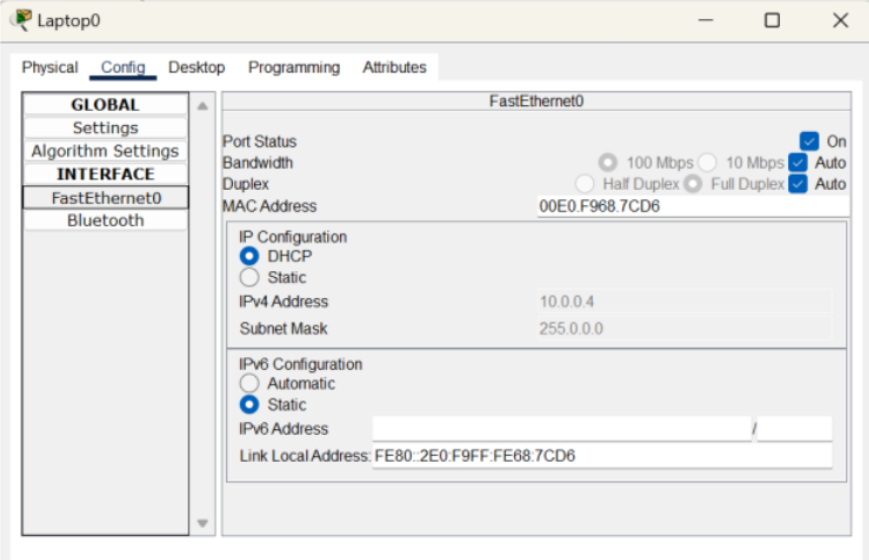 Laptop0
Physical Config Desktop Programming Attributes
GLOBAL
Settings
Algorithm Settings
INTERFACE
FastEthernet0
Bluetooth
FastEthernet0
Port Status On
Bandwidth 100 Mbps 10 Mbps Auto
Duplex Half Duplex Full Duplex Auto
MAC Address 00E0.F968.7CD6
IP Configuration
DHCP
Static
IPv4 Address 10.0.0.4
Subnet Mask 255.0.0.0
IPv6 Configuration
Automatic
Static
IPv6 Address /
Link Local Address: FE80::2E0:F9FF:FE68:7CD6